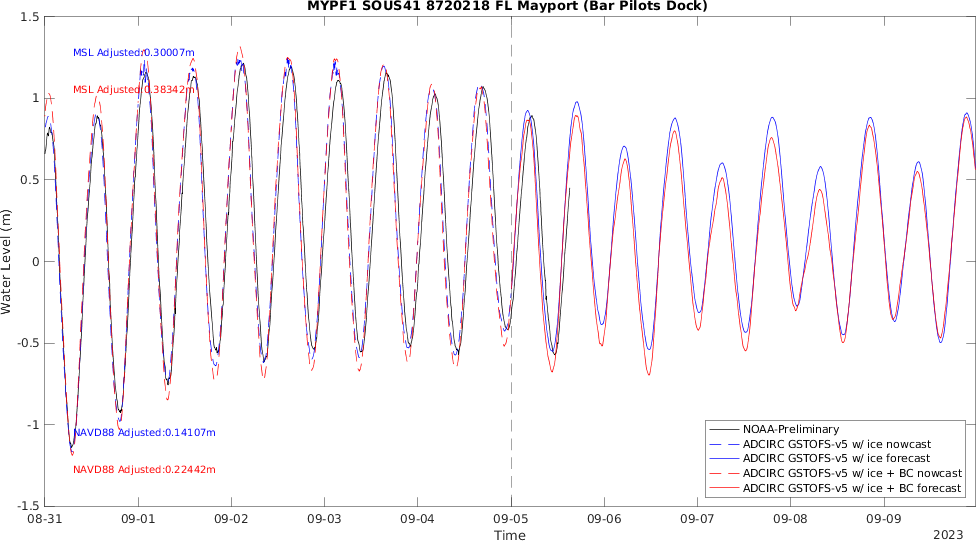 MYPF1 SOUS41 8720218 FL Mayport (Bar Pilots Dock)
1.5
1
0.5
0
-0.5
-1
-1.5
Water Level (m)
MSL Adjusted:0.30007m
MSL Adjusted:0.38342m
NAVD88 Adjusted:0.14107m
NAVD88 Adjusted:0.22442m
NOAA-Preliminary
ADCIRC GSTOFS-v5 w/ ice nowcast
ADCIRC GSTOFS-v5 w/ ice forecast
ADCIRC GSTOFS-v5 w/ ice + BC nowcast
ADCIRC GSTOFS-v5 w/ ice + BC forecast
08-31 09-01 09-02 09-03 09-04 09-05 09-06 09-07 09-08 09-09
Time
2023